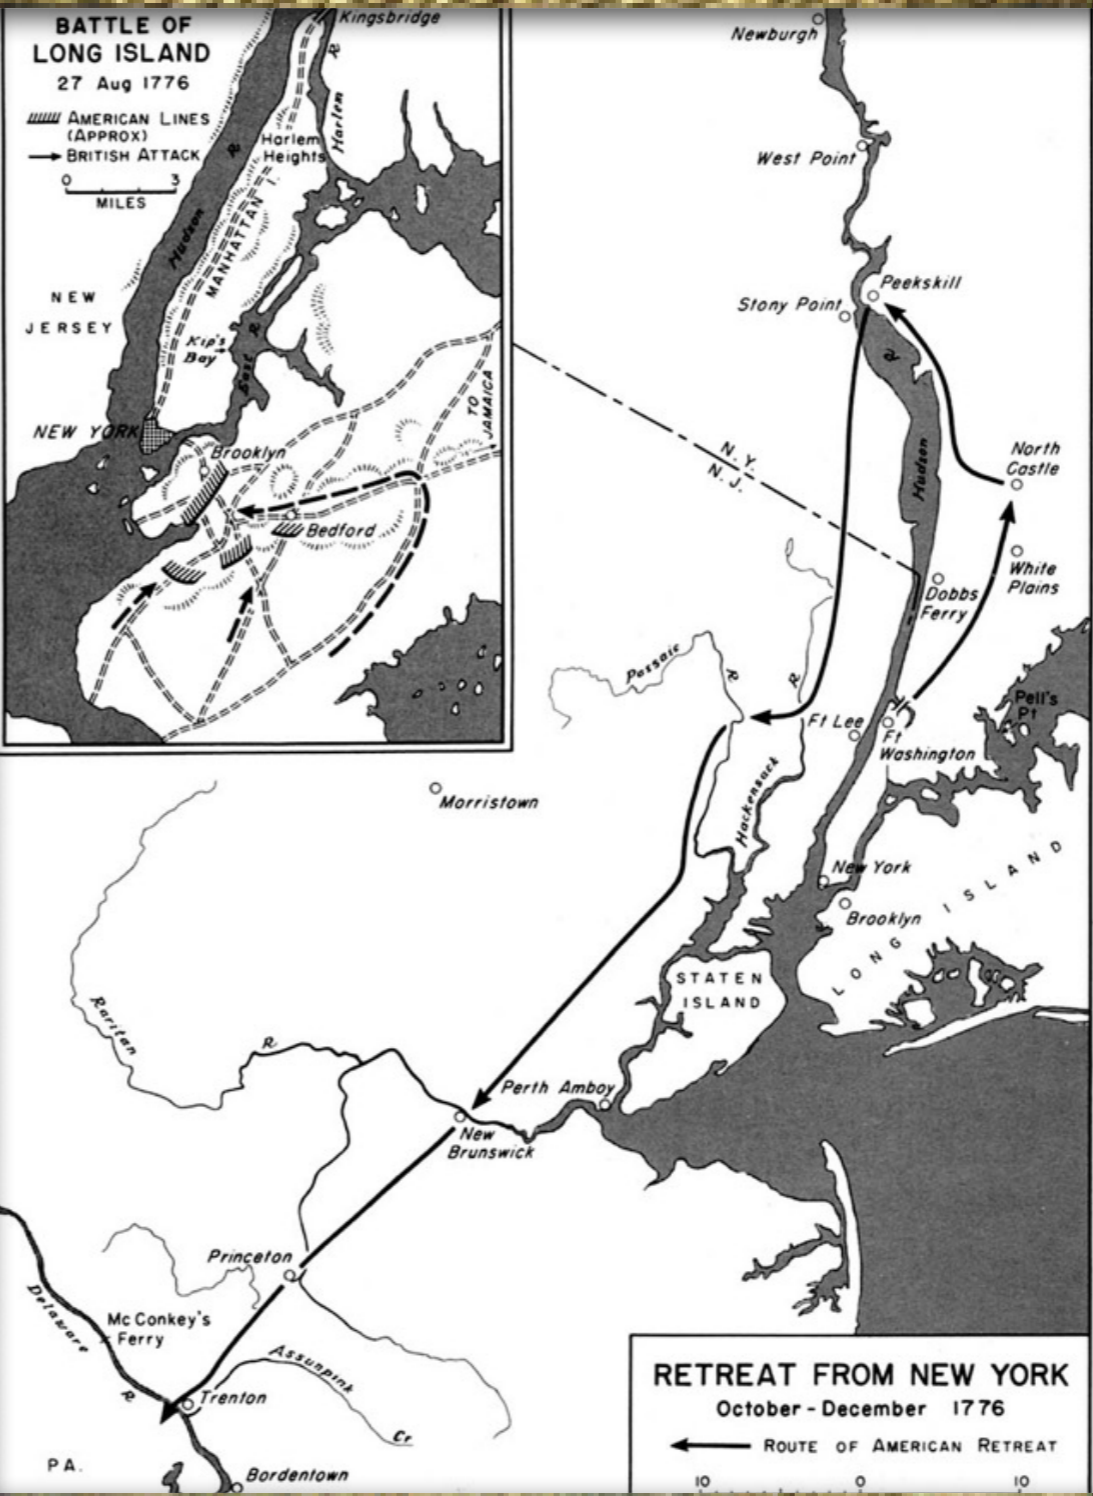 BATTLE OF
LONG ISLAND
27 Aug 1776
AMERICAN LINES
(APPROX)
BRITISH ATTACK
0 3
MILES
Kingsbridge
R
Harlem
Harlem
Heights
R
Hudson
MANHATTAN I.
NEW
JERSEY
Kip's
Bay
East R
TO
JAMAICA
NEW YORK
Brooklyn
Bedford
Newburgh
West Point
Peekskill
Stony Point
R
Hudson
North
Castle
N.Y.
N.J.
White
Plains
Dobbs
Ferry
Passaic
R
R
Hackensack
Ft Lee
Ft
Washington
Pell's
Pt
Morristown
New York
Brooklyn
LONG ISLAND
STATEN
ISLAND
Raritan
R
Perth Amboy
New
Brunswick
Princeton
Delaware
R
Mc Conkey's
Ferry
Assunpink
Cr
Trenton
PA.
Bordentown
RETREAT FROM NEW YORK
October - December 1776
ROUTE OF AMERICAN RETREAT
10 0 10